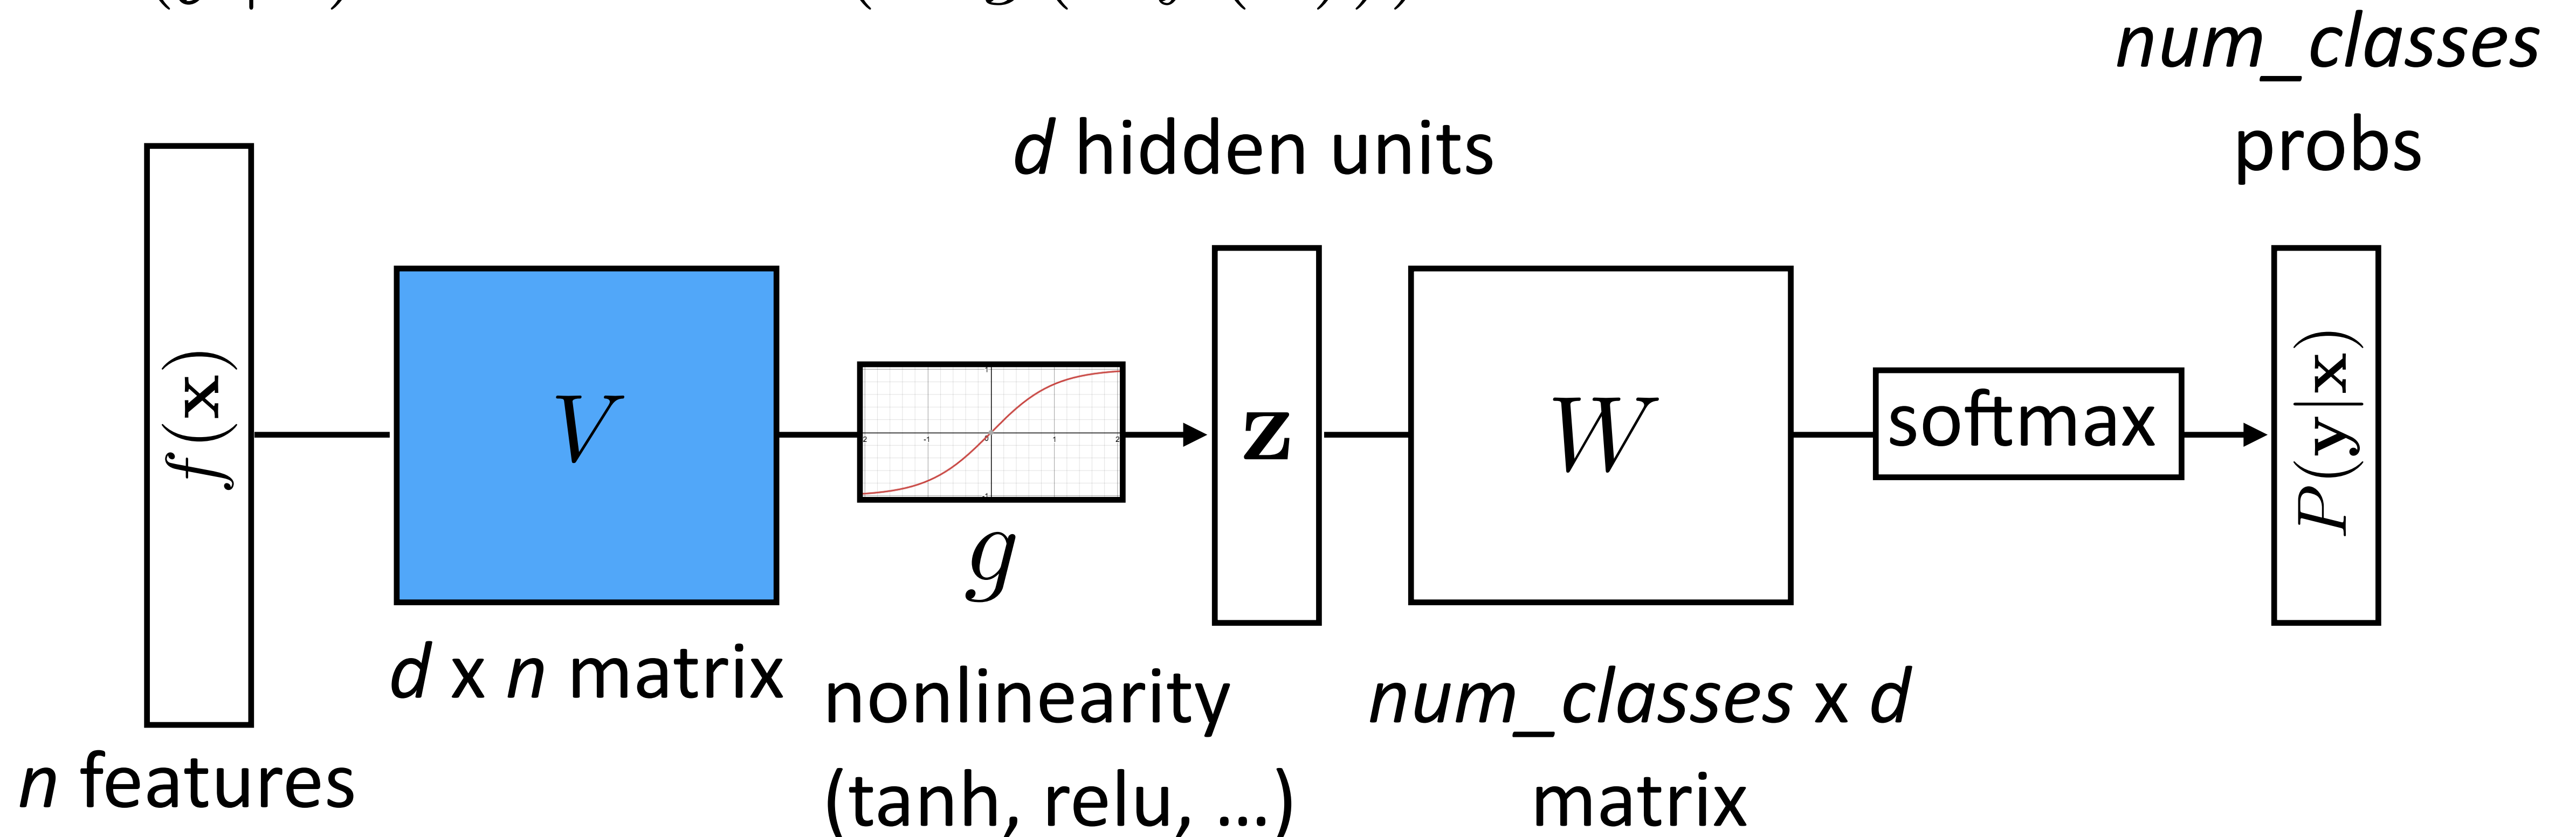 num_classes
probs
d hidden units
f(x)
V
g
z
W
softmax
P(y|x)
d x n matrix
n features
nonlinearity
(tanh, relu, ...)
num_classes x d
matrix